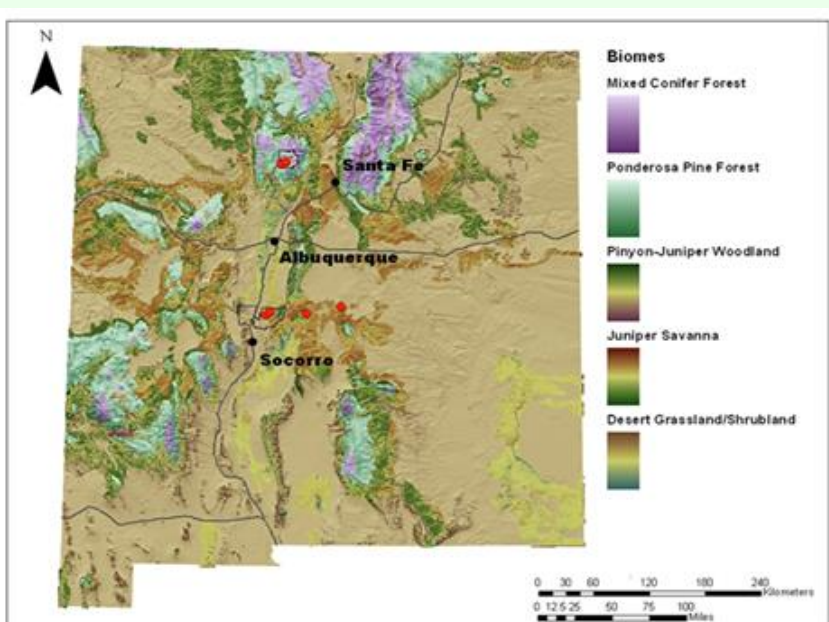 N
Biomes
Mixed Conifer Forest
Ponderosa Pine Forest
Pinyon-Juniper Woodland
Juniper Savanna
Desert Grassland/Shrubland
Santa Fe
Albuquerque
Socorro
0 30 60 120 180 240
Kilometers
0 12.5 25 50 75 100
Miles